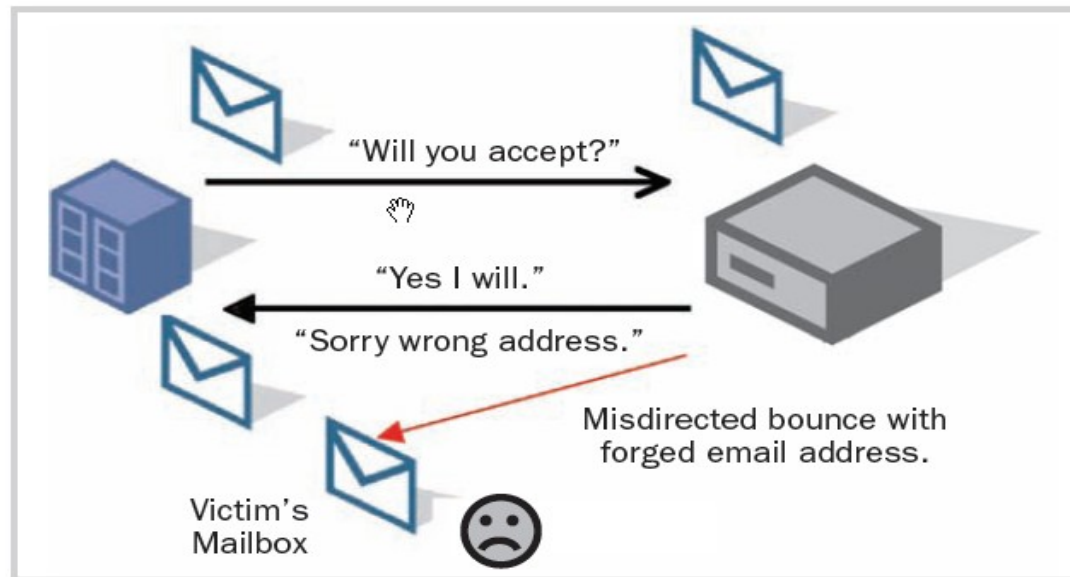 “Will you accept?”
“Yes I will.”
“Sorry wrong address.”
Misdirected bounce with
forged email address.
Victim’s
Mailbox